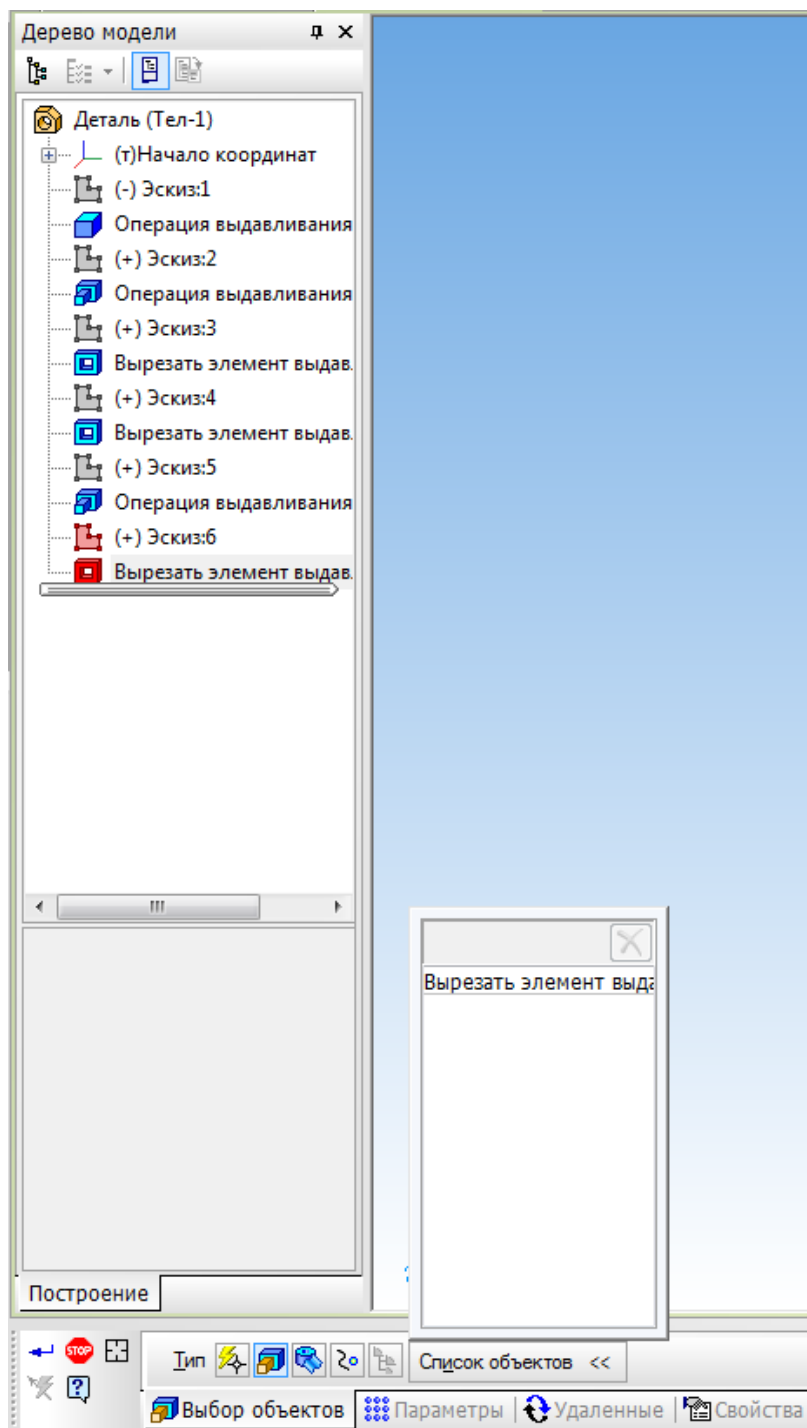 Дерево модели
Деталь (Тел-1)
(т)Начало координат
(-) Эскиз:1
Операция выдавливания
(+) Эскиз:2
Операция выдавливания
(+) Эскиз:3
Вырезать элемент выдав.
(+) Эскиз:4
Вырезать элемент выдав.
(+) Эскиз:5
Операция выдавливания
(+) Эскиз:6
Вырезать элемент выдав.
Вырезать элемент выда
Построение
STOP
Тип
Список объектов <<
Выбор объектов
Параметры
Удаленные
Свойства